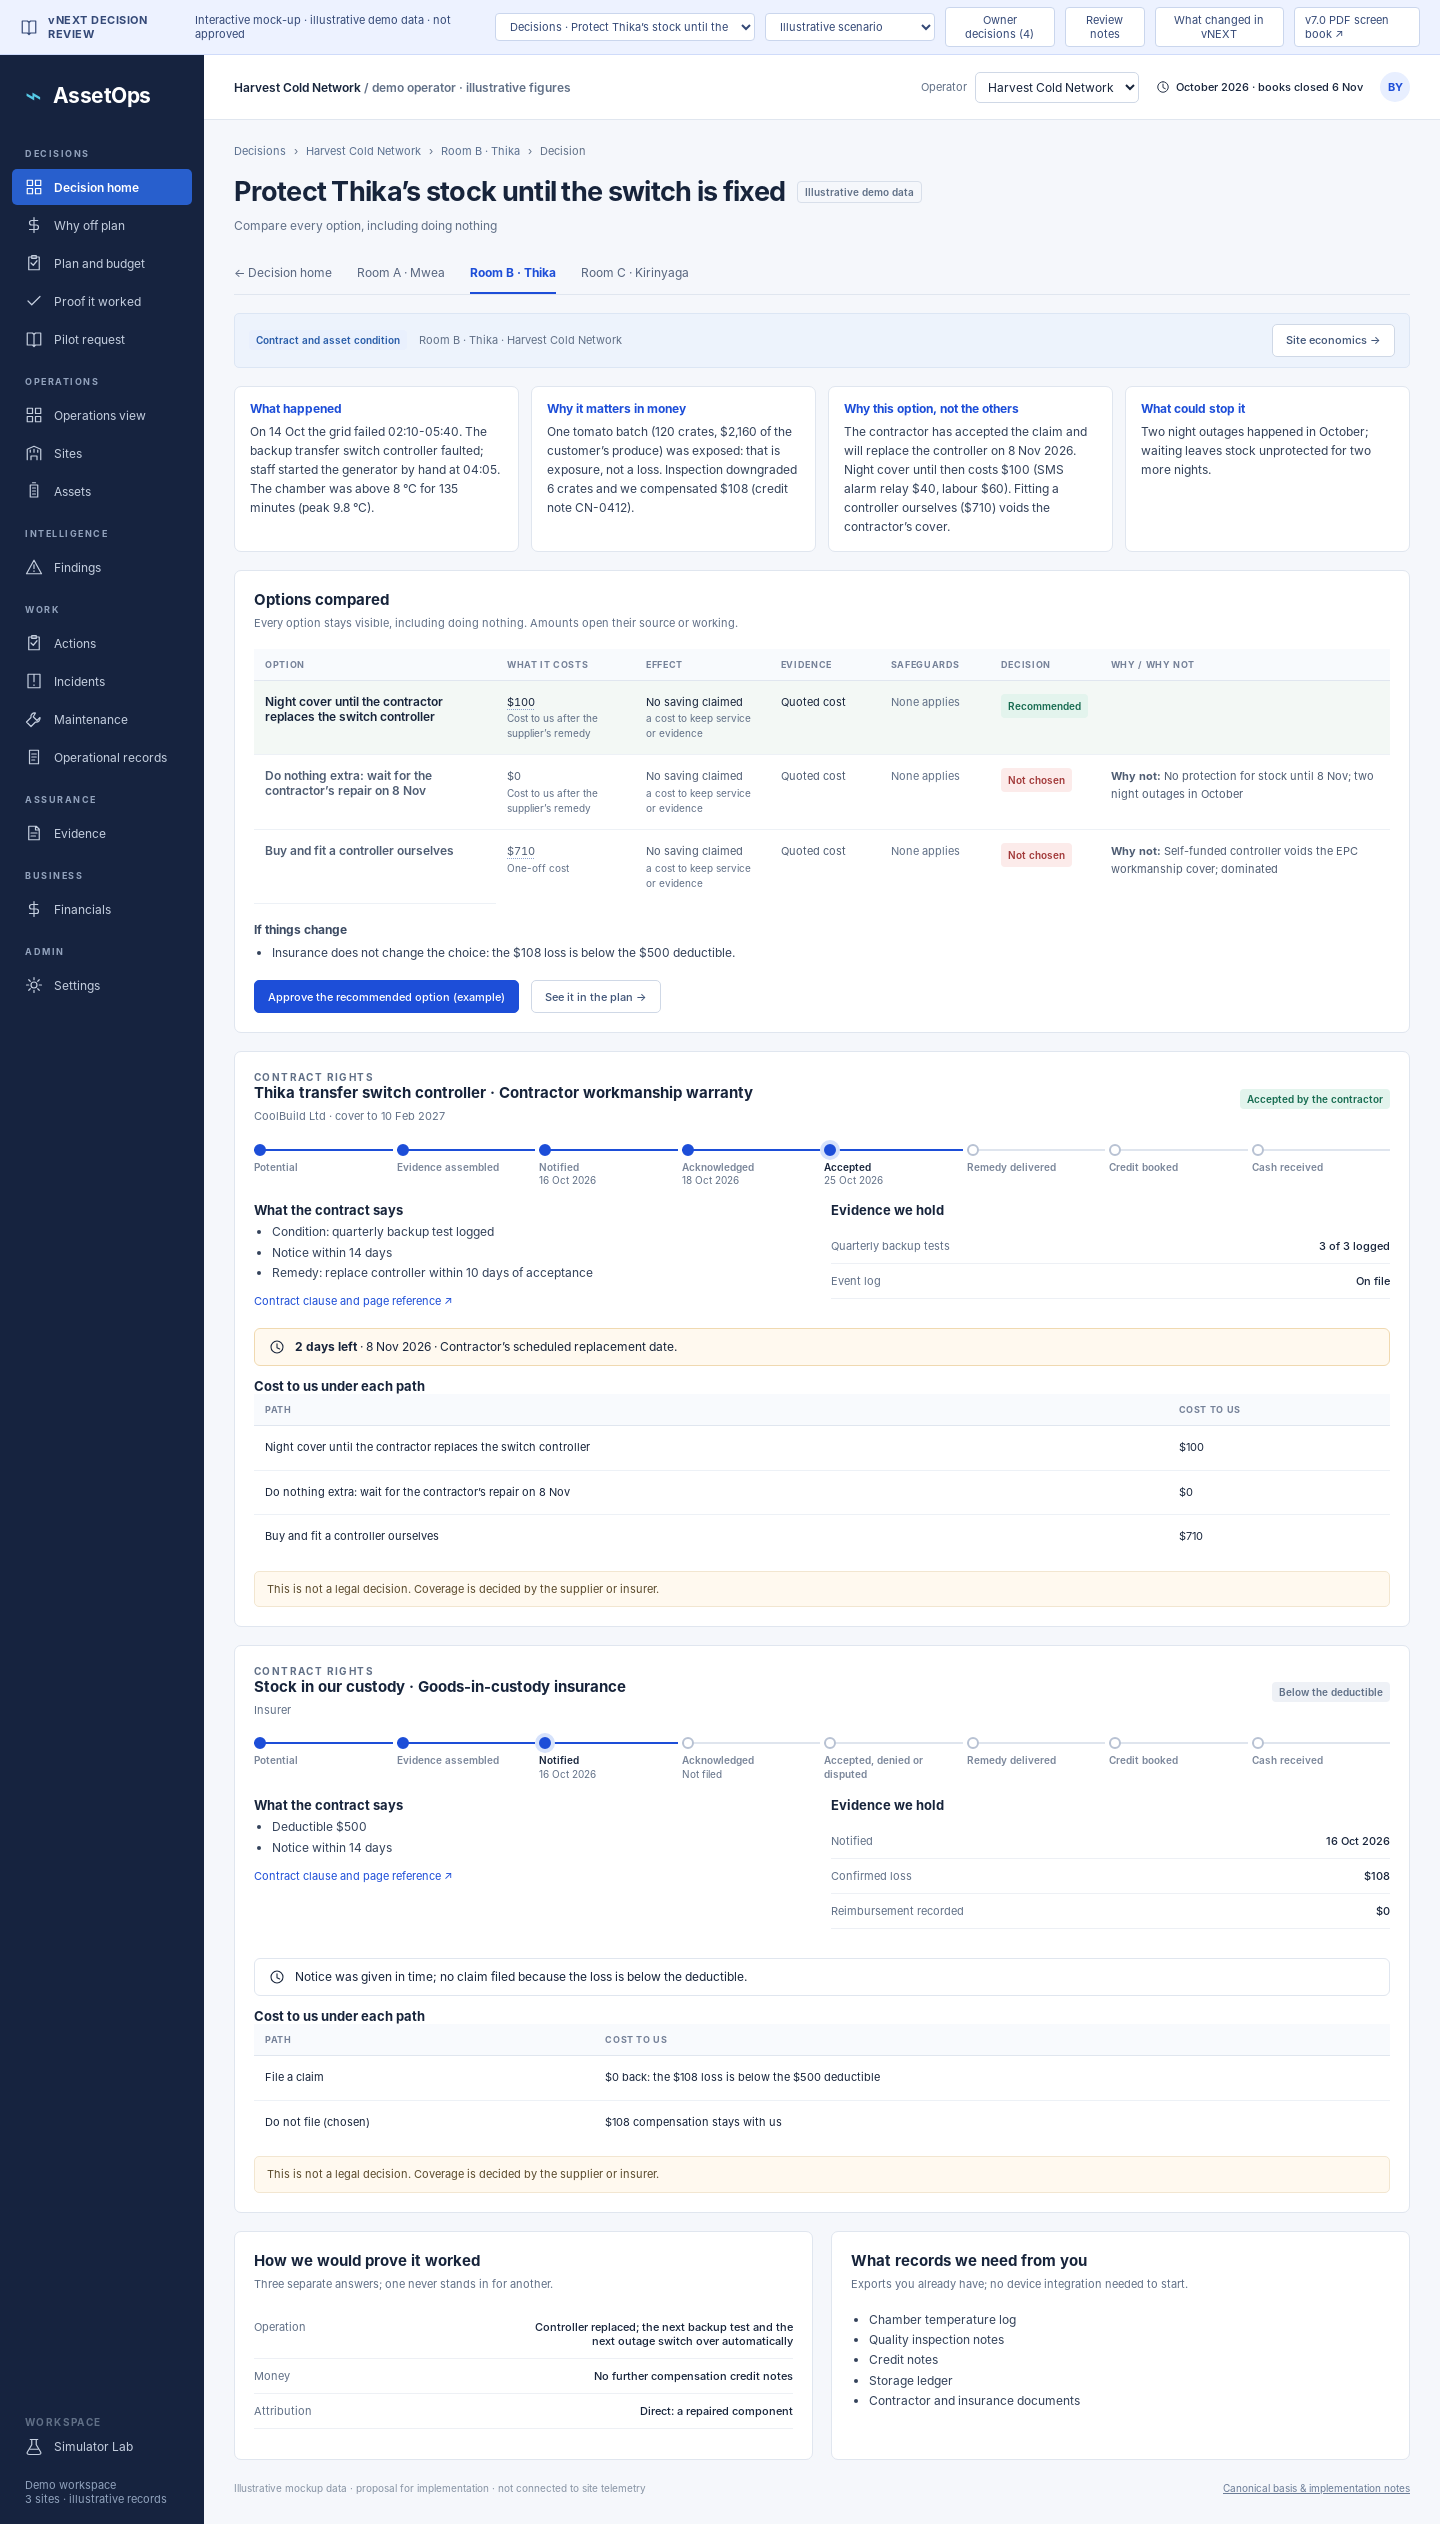 vNEXT DECISION REVIEW
Interactive mock-up · illustrative demo data · not approved
Decisions · Protect Thika's stock until the
Illustrative scenario
Owner decisions (4)
Review notes
What changed in vNEXT
v7.0 PDF screen book ↗
AssetOps
DECISIONS
Decision home
Why off plan
Plan and budget
Proof it worked
Pilot request
OPERATIONS
Operations view
Sites
Assets
INTELLIGENCE
Findings
WORK
Actions
Incidents
Maintenance
Operational records
ASSURANCE
Evidence
BUSINESS
Financials
ADMIN
Settings
WORKSPACE
Simulator Lab
Demo workspace
3 sites · illustrative records
Harvest Cold Network / demo operator · illustrative figures
Operator
Harvest Cold Network
October 2026 · books closed 6 Nov
BY
Decisions › Harvest Cold Network › Room B · Thika › Decision
Protect Thika’s stock until the switch is fixed
Illustrative demo data
Compare every option, including doing nothing
← Decision home
Room A · Mwea
Room B · Thika
Room C · Kirinyaga
Contract and asset condition
Room B · Thika · Harvest Cold Network
Site economics →
What happened
On 14 Oct the grid failed 02:10-05:40. The
backup transfer switch controller faulted;
staff started the generator by hand at 04:05.
The chamber was above 8 °C for 135
minutes (peak 9.8 °C).
Why it matters in money
One tomato batch (120 crates, $2,160 of the
customer’s produce) was exposed: that is
exposure, not a loss. Inspection downgraded
6 crates and we compensated $108 (credit
note CN-0412).
Why this option, not the others
The contractor has accepted the claim and
will replace the controller on 8 Nov 2026.
Night cover until then costs $100 (SMS
alarm relay $40, labour $60). Fitting a
controller ourselves ($710) voids the
contractor’s cover.
What could stop it
Two night outages happened in October;
waiting leaves stock unprotected for two
more nights.
Options compared
Every option stays visible, including doing nothing. Amounts open their source or working.
OPTION WHAT IT COSTS EFFECT EVIDENCE SAFEGUARDS DECISION WHY / WHY NOT
Night cover until the contractor replaces the switch controller
$100
Cost to us after the supplier’s remedy
No saving claimed
a cost to keep service or evidence
Quoted cost
None applies
Recommended
Do nothing extra: wait for the contractor’s repair on 8 Nov
$0
Cost to us after the supplier’s remedy
No saving claimed
a cost to keep service or evidence
Quoted cost
None applies
Not chosen
Why not: No protection for stock until 8 Nov; two night outages in October
Buy and fit a controller ourselves
$710
One-off cost
No saving claimed
a cost to keep service or evidence
Quoted cost
None applies
Not chosen
Why not: Self-funded controller voids the EPC workmanship cover; dominated
If things change
• Insurance does not change the choice: the $108 loss is below the $500 deductible.
Approve the recommended option (example)
See it in the plan →
CONTRACT RIGHTS
Thika transfer switch controller · Contractor workmanship warranty
Accepted by the contractor
CoolBuild Ltd · cover to 10 Feb 2027
Potential
Evidence assembled
Notified
16 Oct 2026
Acknowledged
18 Oct 2026
Accepted
25 Oct 2026
Remedy delivered
Credit booked
Cash received
What the contract says
• Condition: quarterly backup test logged
• Notice within 14 days
• Remedy: replace controller within 10 days of acceptance
Contract clause and page reference ↗
Evidence we hold
Quarterly backup tests 3 of 3 logged
Event log On file
2 days left · 8 Nov 2026 · Contractor’s scheduled replacement date.
Cost to us under each path
PATH COST TO US
Night cover until the contractor replaces the switch controller $100
Do nothing extra: wait for the contractor’s repair on 8 Nov $0
Buy and fit a controller ourselves $710
This is not a legal decision. Coverage is decided by the supplier or insurer.
CONTRACT RIGHTS
Stock in our custody · Goods-in-custody insurance
Below the deductible
Insurer
Potential
Evidence assembled
Notified
16 Oct 2026
Acknowledged
Not filed
Accepted, denied or disputed
Remedy delivered
Credit booked
Cash received
What the contract says
• Deductible $500
• Notice within 14 days
Contract clause and page reference ↗
Evidence we hold
Notified 16 Oct 2026
Confirmed loss $108
Reimbursement recorded $0
Notice was given in time; no claim filed because the loss is below the deductible.
Cost to us under each path
PATH COST TO US
File a claim $0 back: the $108 loss is below the $500 deductible
Do not file (chosen) $108 compensation stays with us
This is not a legal decision. Coverage is decided by the supplier or insurer.
How we would prove it worked
Three separate answers; one never stands in for another.
Operation Controller replaced; the next backup test and the next outage switch over automatically
Money No further compensation credit notes
Attribution Direct: a repaired component
What records we need from you
Exports you already have; no device integration needed to start.
• Chamber temperature log
• Quality inspection notes
• Credit notes
• Storage ledger
• Contractor and insurance documents
Illustrative mockup data · proposal for implementation · not connected to site telemetry
Canonical basis & implementation notes